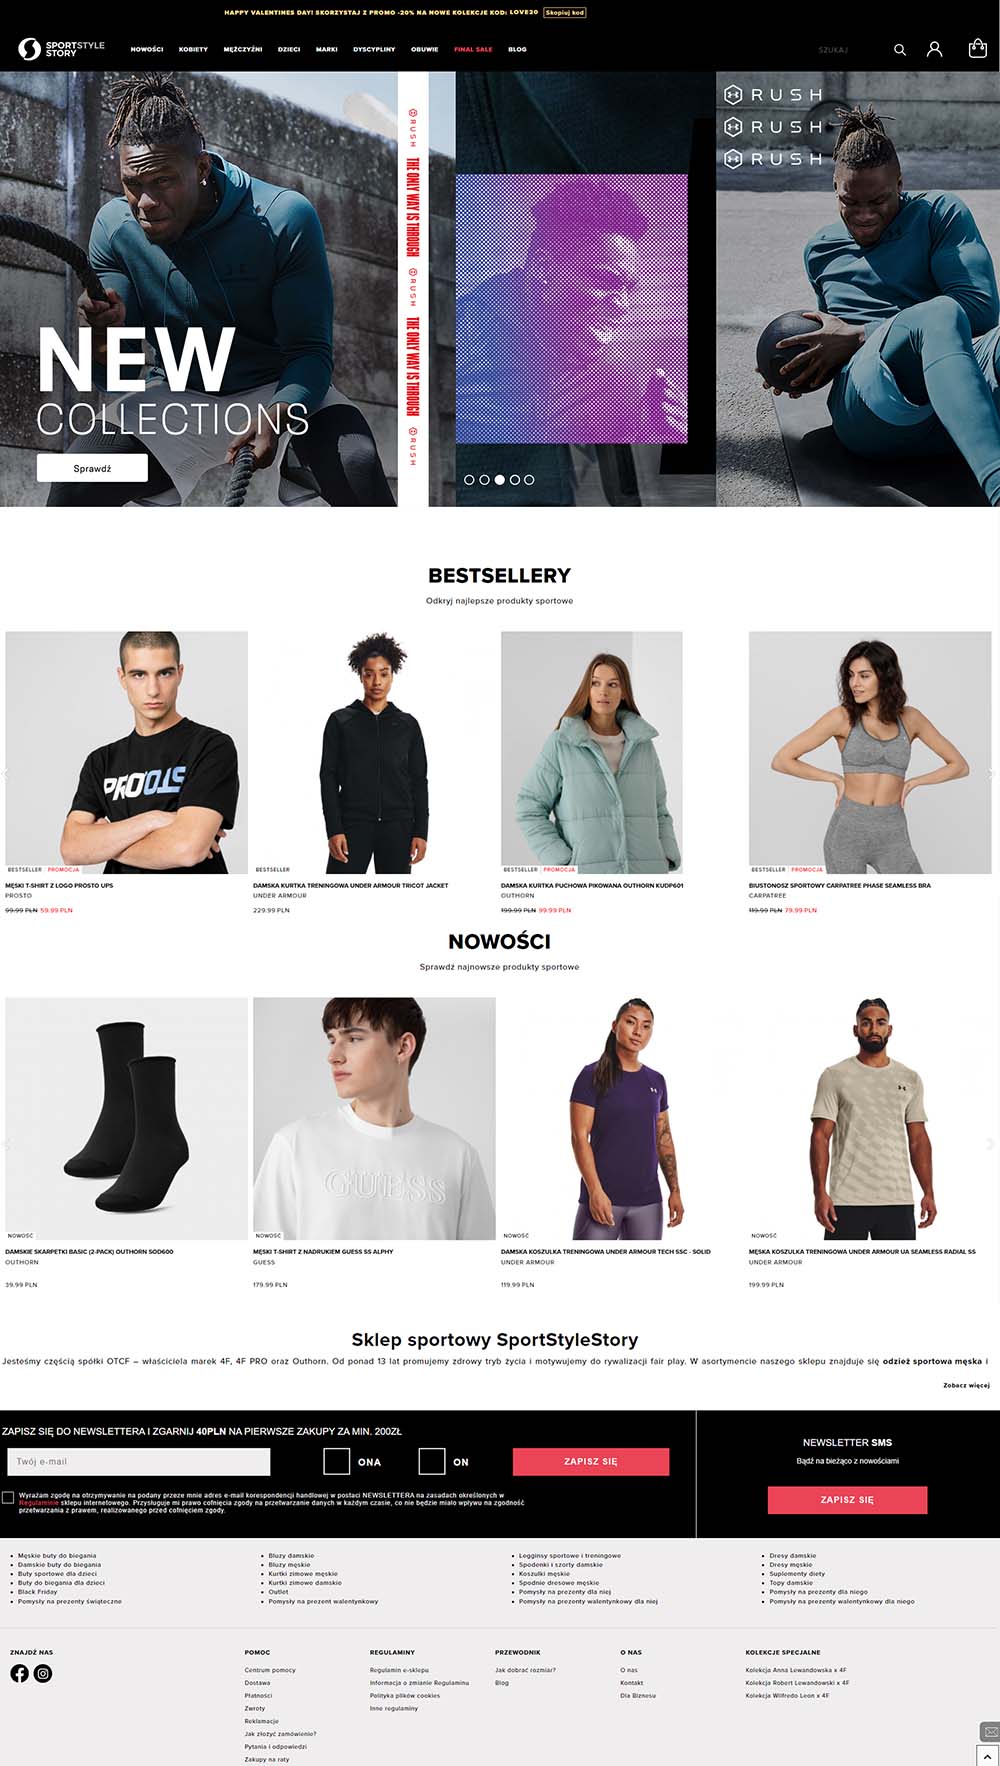 HAPPY VALENTINES DAY! SKORZYSTAJ Z PROMO -20% NA NOWE KOLEKCJE KOD: LOVE20 Skopiuj kod
SPORTSTYLE
STORY
NOWOŚCI KOBIETY MĘŻCZYŹNI DZIECI MARKI DYSCYPLINY OBUWIE FINAL SALE BLOG
SZUKAJ
RUSH
THE ONLY WAY IS THROUGH
RUSH
THE ONLY WAY IS THROUGH
RUSH
RUSH
RUSH
RUSH
NEW
COLLECTIONS
Sprawdź
BESTSELLERY
Odkryj najlepsze produkty sportowe
PROSTO
BESTSELLER PROMOCJA
MĘSKI T-SHIRT Z LOGO PROSTO UPS
PROSTO
99.99 PLN 59.99 PLN
BESTSELLER
DAMSKA KURTKA TRENINGOWA UNDER ARMOUR TRICOT JACKET
UNDER ARMOUR
229.99 PLN
BESTSELLER PROMOCJA
DAMSKA KURTKA PUCHOWA PIKOWANA OUTHORN KUDP601
OUTHORN
199.99 PLN 99.99 PLN
BESTSELLER PROMOCJA
BIUSTONOSZ SPORTOWY CARPATREE PHASE SEAMLESS BRA
CARPATREE
119.99 PLN 79.99 PLN
NOWOŚCI
Sprawdź najnowsze produkty sportowe
GUESS
NOWOŚĆ
DAMSKIE SKARPETKI BASIC (2-PACK) OUTHORN SOD600
OUTHORN
39.99 PLN
NOWOŚĆ
MĘSKI T-SHIRT Z NADRUKIEM GUESS SS ALPHY
GUESS
179.99 PLN
NOWOŚĆ
DAMSKA KOSZULKA TRENINGOWA UNDER ARMOUR TECH SSC - SOLID
UNDER ARMOUR
119.99 PLN
NOWOŚĆ
MĘSKA KOSZULKA TRENINGOWA UNDER ARMOUR UA SEAMLESS RADIAL SS
UNDER ARMOUR
199.99 PLN
Sklep sportowy SportStyleStory
Jesteśmy częścią spółki OTCF – właściciela marek 4F, 4F PRO oraz Outhorn. Od ponad 13 lat promujemy zdrowy tryb życia i motywujemy do rywalizacji fair play. W asortymencie naszego sklepu znajduje się odzież sportowa męska i
Zobacz więcej
ZAPISZ SIĘ DO NEWSLETTERA I ZGARNIJ 40PLN NA PIERWSZE ZAKUPY ZA MIN. 200ZŁ
Twój e-mail
ONA
ON
ZAPISZ SIĘ
Wyrażam zgodę na otrzymywanie na podany przeze mnie adres e-mail korespondencji handlowej w postaci NEWSLETTERA na zasadach określonych w
Regulaminie sklepu internetowego. Przysługuje mi prawo cofnięcia zgody na przetwarzanie danych w każdym czasie, co nie będzie miało wpływu na zgodność
przetwarzania z prawem, realizowanego przed cofnięciem zgody.
NEWSLETTER SMS
Bądź na bieżąco z nowościami
ZAPISZ SIĘ
Męskie buty do biegania
Damskie buty do biegania
Buty sportowe dla dzieci
Buty do biegania dla dzieci
Black Friday
Pomysły na prezenty świąteczne
Bluzy damskie
Bluzy męskie
Kurtki zimowe męskie
Kurtki zimowe damskie
Outlet
Pomysły na prezent walentynkowy
Legginsy sportowe i treningowe
Spodenki i szorty damskie
Koszulki męskie
Spodnie dresowe męskie
Pomysły na prezenty dla niej
Pomysły na prezenty walentynkowy dla niej
Dresy damskie
Dresy męskie
Suplementy diety
Topy damskie
Pomysły na prezenty dla niego
Pomysły na prezenty walentynkowy dla niego
ZNAJDŹ NAS
POMOC
Centrum pomocy
Dostawa
Płatności
Zwroty
Reklamacje
Jak złożyć zamówienie?
Pytania i odpowiedzi
Zakupy na raty
REGULAMINY
Regulamin e-sklepu
Informacja o zmianie Regulaminu
Polityka plików cookies
Inne regulaminy
PRZEWODNIK
Jak dobrać rozmiar?
Blog
O NAS
O nas
Kontakt
Dla Biznesu
KOLEKCJE SPECJALNE
Kolekcja Anna Lewandowska x 4F
Kolekcja Robert Lewandowski x 4F
Kolekcja Wilfredo Leon x 4F